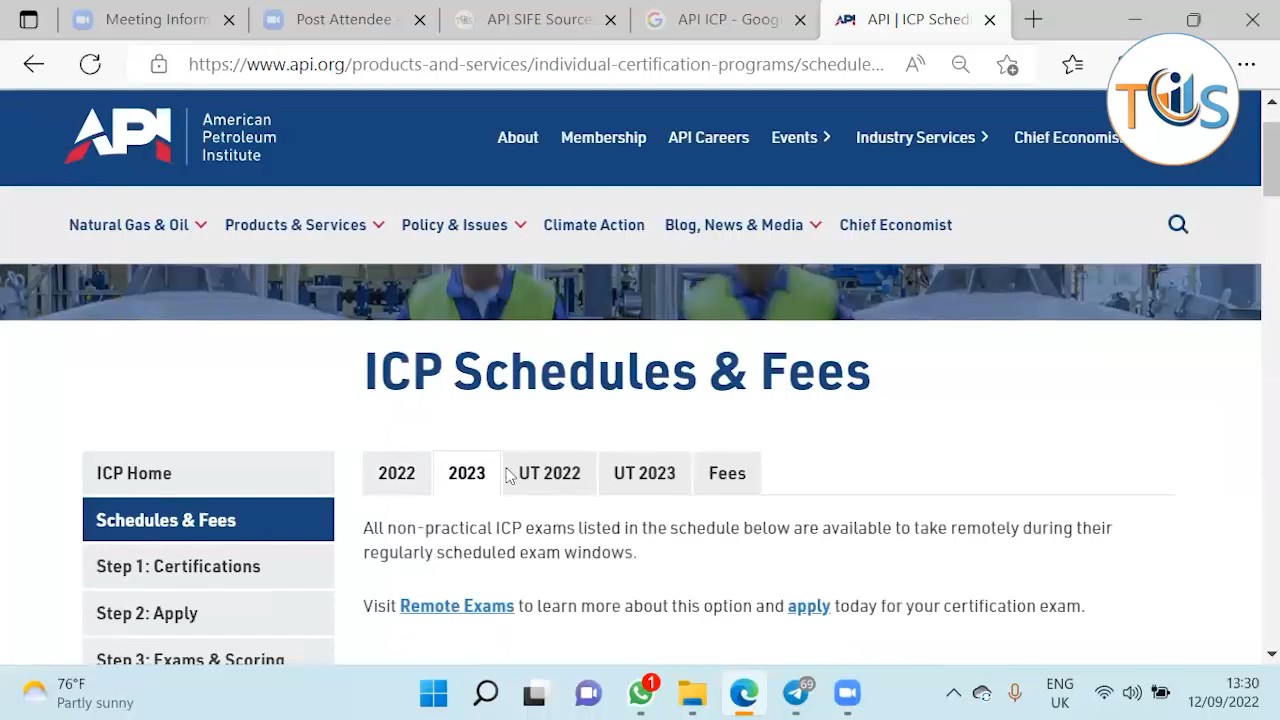 Meeting Inform
Post Attendee
API SIFE Source
API ICP - Goog
API | ICP Sched
https://www.api.org/products-and-services/individual-certification-programs/schedule...
TCIS
API
American
Petroleum
Institute
About
Membership
API Careers
Events
Industry Services
Chief Economis
Natural Gas & Oil
Products & Services
Policy & Issues
Climate Action
Blog, News & Media
Chief Economist
ICP Schedules & Fees
ICP Home
Schedules & Fees
Step 1: Certifications
Step 2: Apply
Step 3: Exams & Scoring
2022
2023
UT 2022
UT 2023
Fees
All non-practical ICP exams listed in the schedule below are available to take remotely during their
regularly scheduled exam windows.
Visit Remote Exams to learn more about this option and apply today for your certification exam.
76°F
Partly sunny
1
69
ENG
UK
13:30
12/09/2022